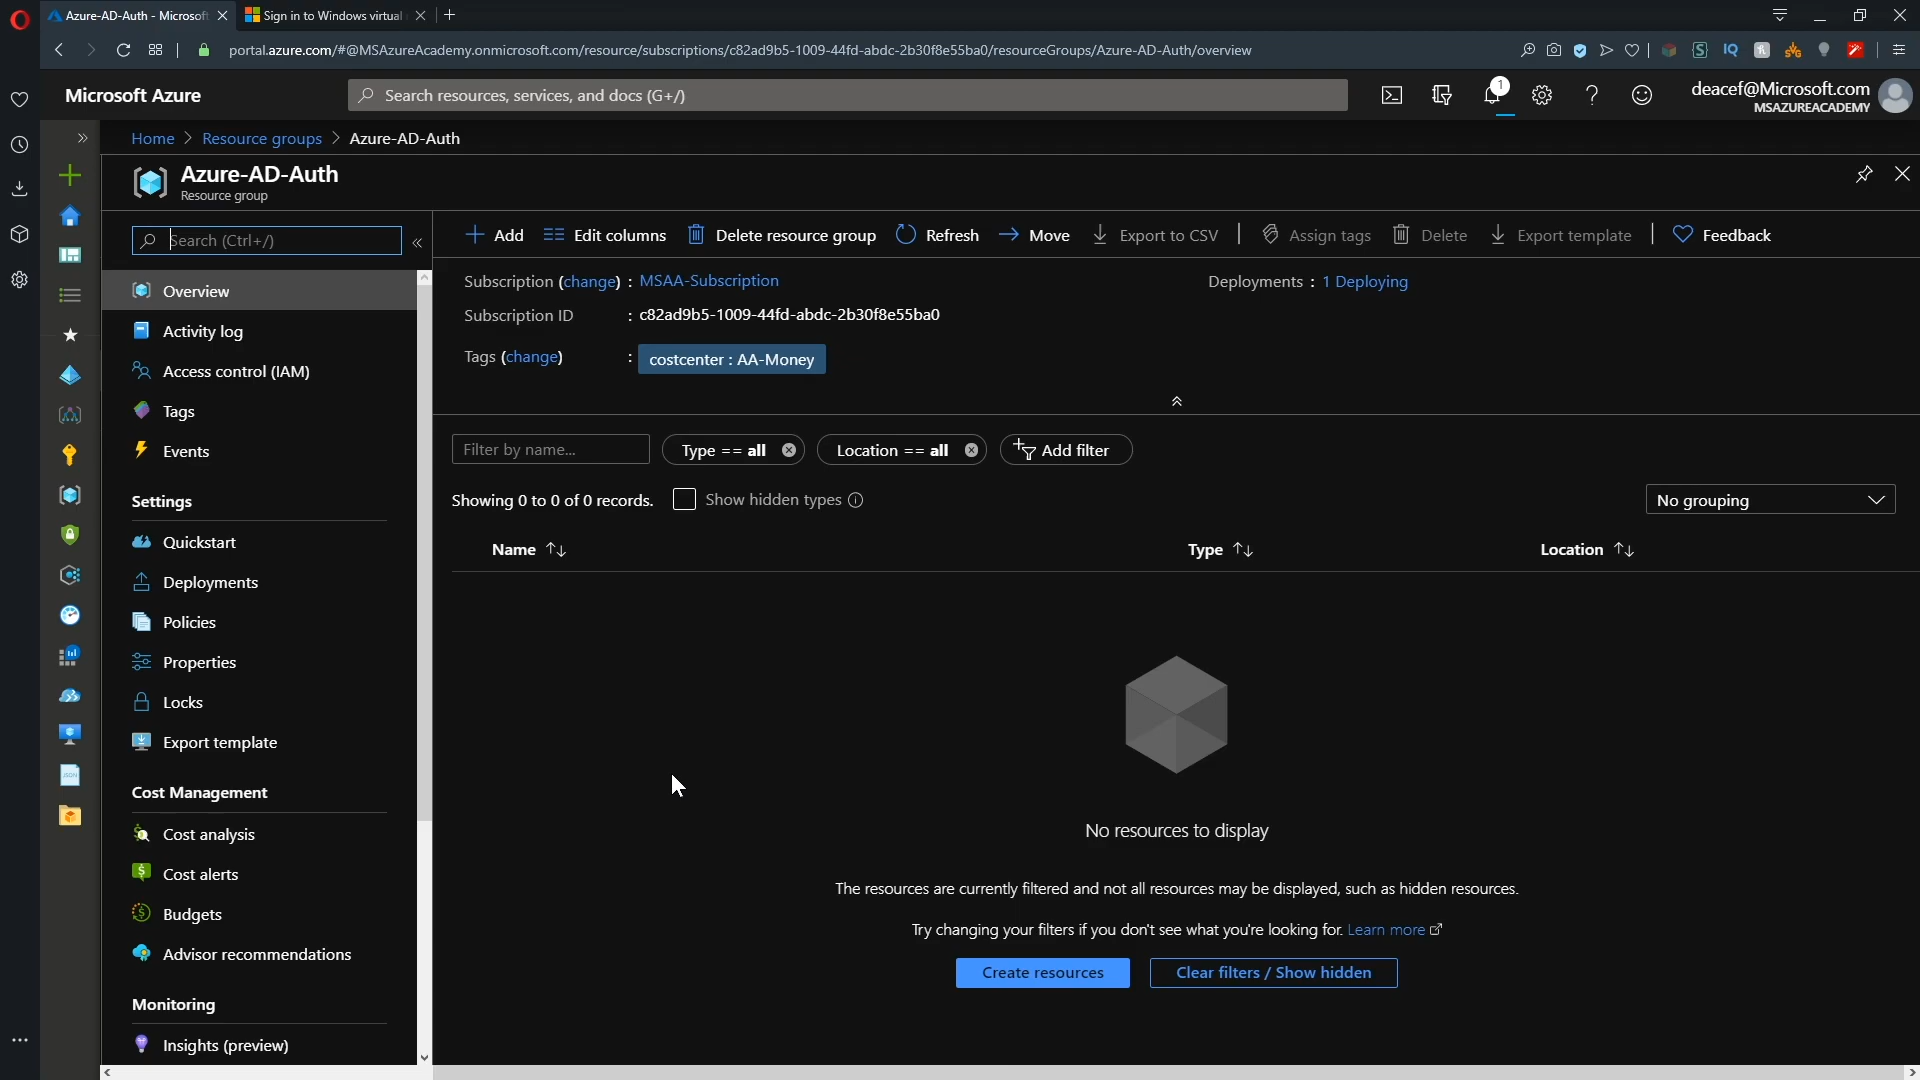 Azure-AD-Auth - Microsof
Sign in to Windows virtual
portal.azure.com/#@MSAzureAcademy.onmicrosoft.com/resource/subscriptions/c82ad9b5-1009-44fd-abdc-2b30f8e55ba0/resourceGroups/Azure-AD-Auth/overview
Microsoft Azure
Search resources, services, and docs (G+/)
1
deacef@Microsoft.com
MSAZUREACADEMY
Home > Resource groups > Azure-AD-Auth
Azure-AD-Auth
Resource group
Search (Ctrl+/)
Overview
Activity log
Access control (IAM)
Tags
Events
Settings
Quickstart
Deployments
Policies
Properties
Locks
Export template
Cost Management
Cost analysis
Cost alerts
Budgets
Advisor recommendations
Monitoring
Insights (preview)
Add Edit columns Delete resource group Refresh Move Export to CSV Assign tags Delete Export template Feedback
Subscription (change) : MSAA-Subscription
Deployments : 1 Deploying
Subscription ID : c82ad9b5-1009-44fd-abdc-2b30f8e55ba0
Tags (change) : costcenter : AA-Money
Filter by name... Type == all Location == all Add filter
Showing 0 to 0 of 0 records. Show hidden types No grouping
Name Type Location
No resources to display
The resources are currently filtered and not all resources may be displayed, such as hidden resources.
Try changing your filters if you don't see what you're looking for. Learn more
Create resources Clear filters / Show hidden